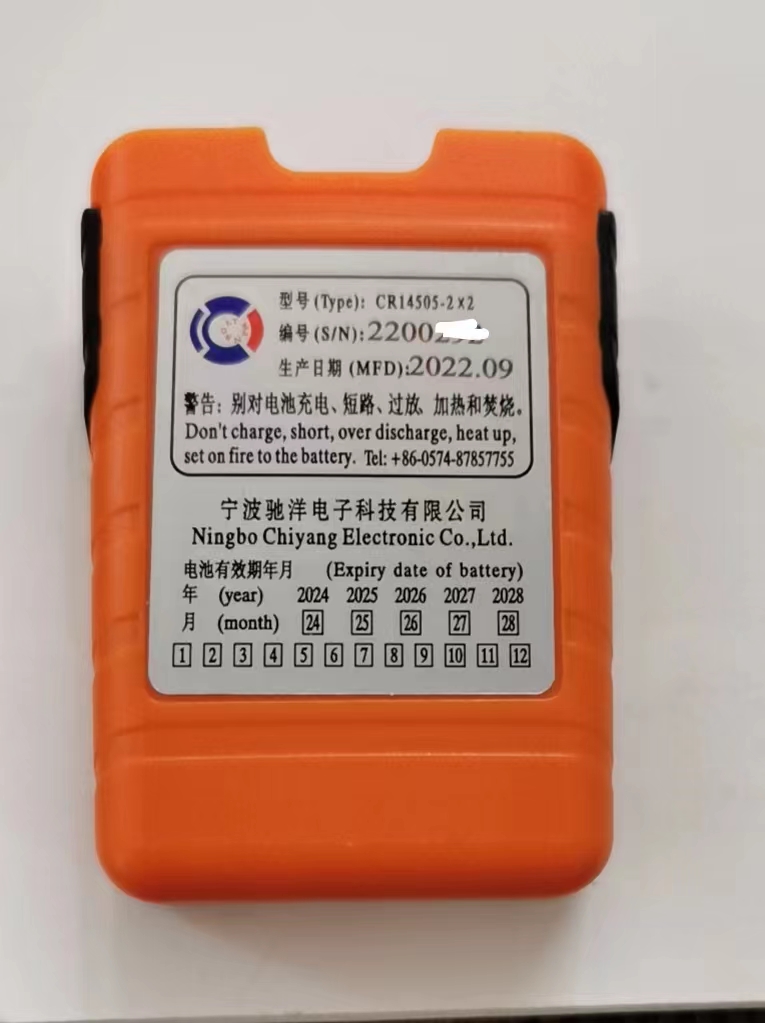 型号(Type): CR14505-2×2
编号(S/N):2200
生产日期(MFD):2022.09
警告: 别对电池充电、短路、过放、加热和焚烧。
Don't charge, short, over discharge, heat up,
set on fire to the battery. Tel: +86-0574-87857755
宁波驰洋电子科技有限公司
Ningbo Chiyang Electronic Co.,Ltd.
电池有效期年月 (Expiry date of battery)
年 (year) 2024 2025 2026 2027 2028
月 (month) 24 25 26 27 28
1 2 3 4 5 6 7 8 9 10 11 12